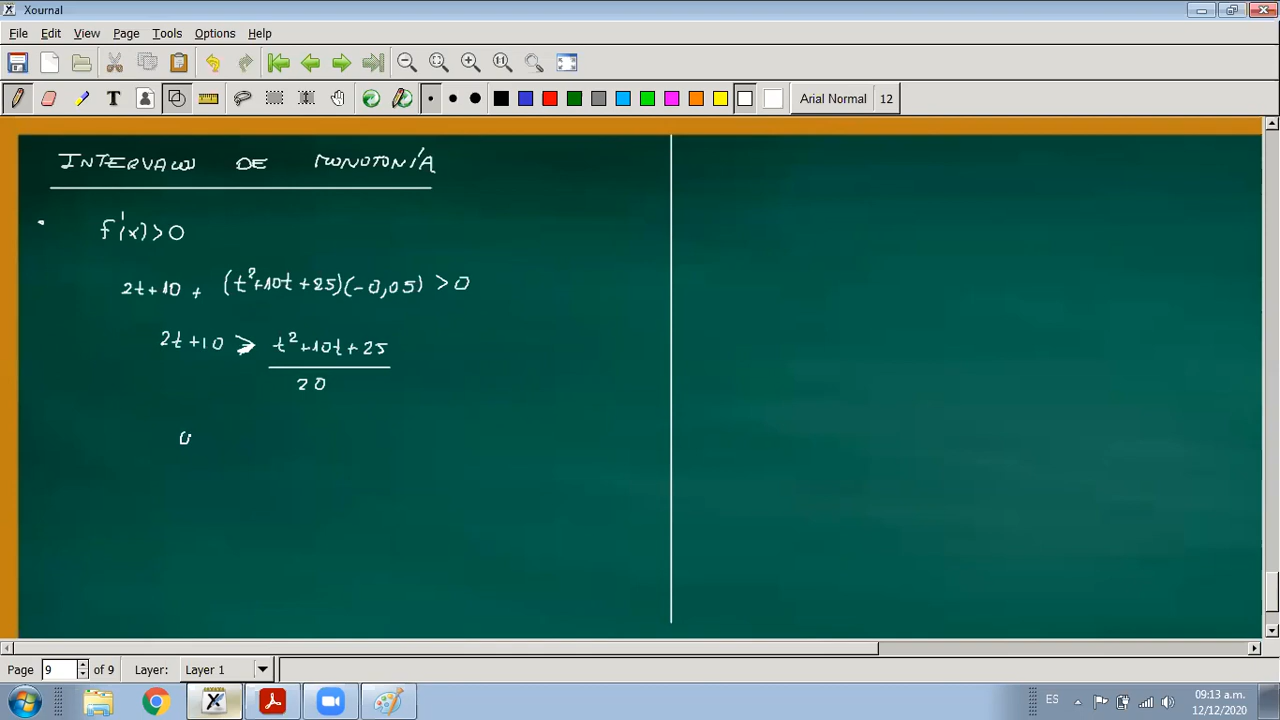 Xournal
File Edit View Page Tools Options Help
Arial Normal 12
INTERVALOS DE MONOTONÍA
f'(x)>0
2t+10 + (t²+10t+25)(-0,05) >0
2t+10 > t²+10t+25
20
0
Page 9 of 9 Layer: Layer 1
ES 09:13 a.m.
12/12/2020